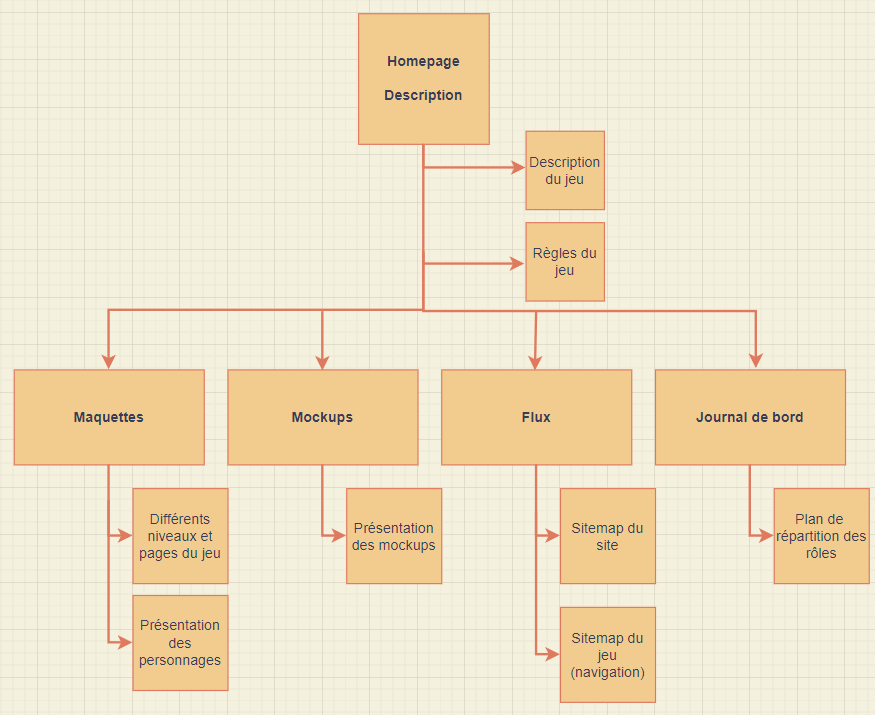 Homepage
Description
Description
du jeu
Règles du
jeu
Maquettes
Mockups
Flux
Journal de bord
Différents
niveaux et
pages du jeu
Présentation
des
personnages
Présentation
des mockups
Sitemap du
site
Sitemap du
jeu
(navigation)
Plan de
répartition des
rôles